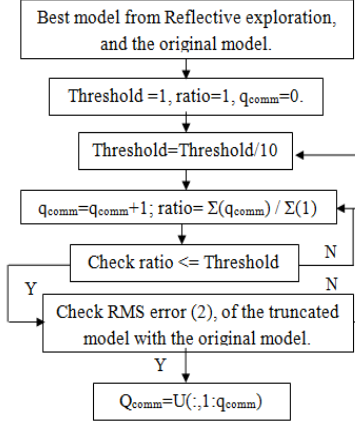 Best model from Reflective exploration,
and the original model.
Threshold =1, ratio=1, qcomm=0.
Threshold=Threshold/10
qcomm=qcomm+1; ratio= Σ(qcomm) / Σ(1)
Check ratio <= Threshold
N
Y
N
Check RMS error (2), of the truncated
model with the original model.
Y
Qcomm=U(:,1:qcomm)